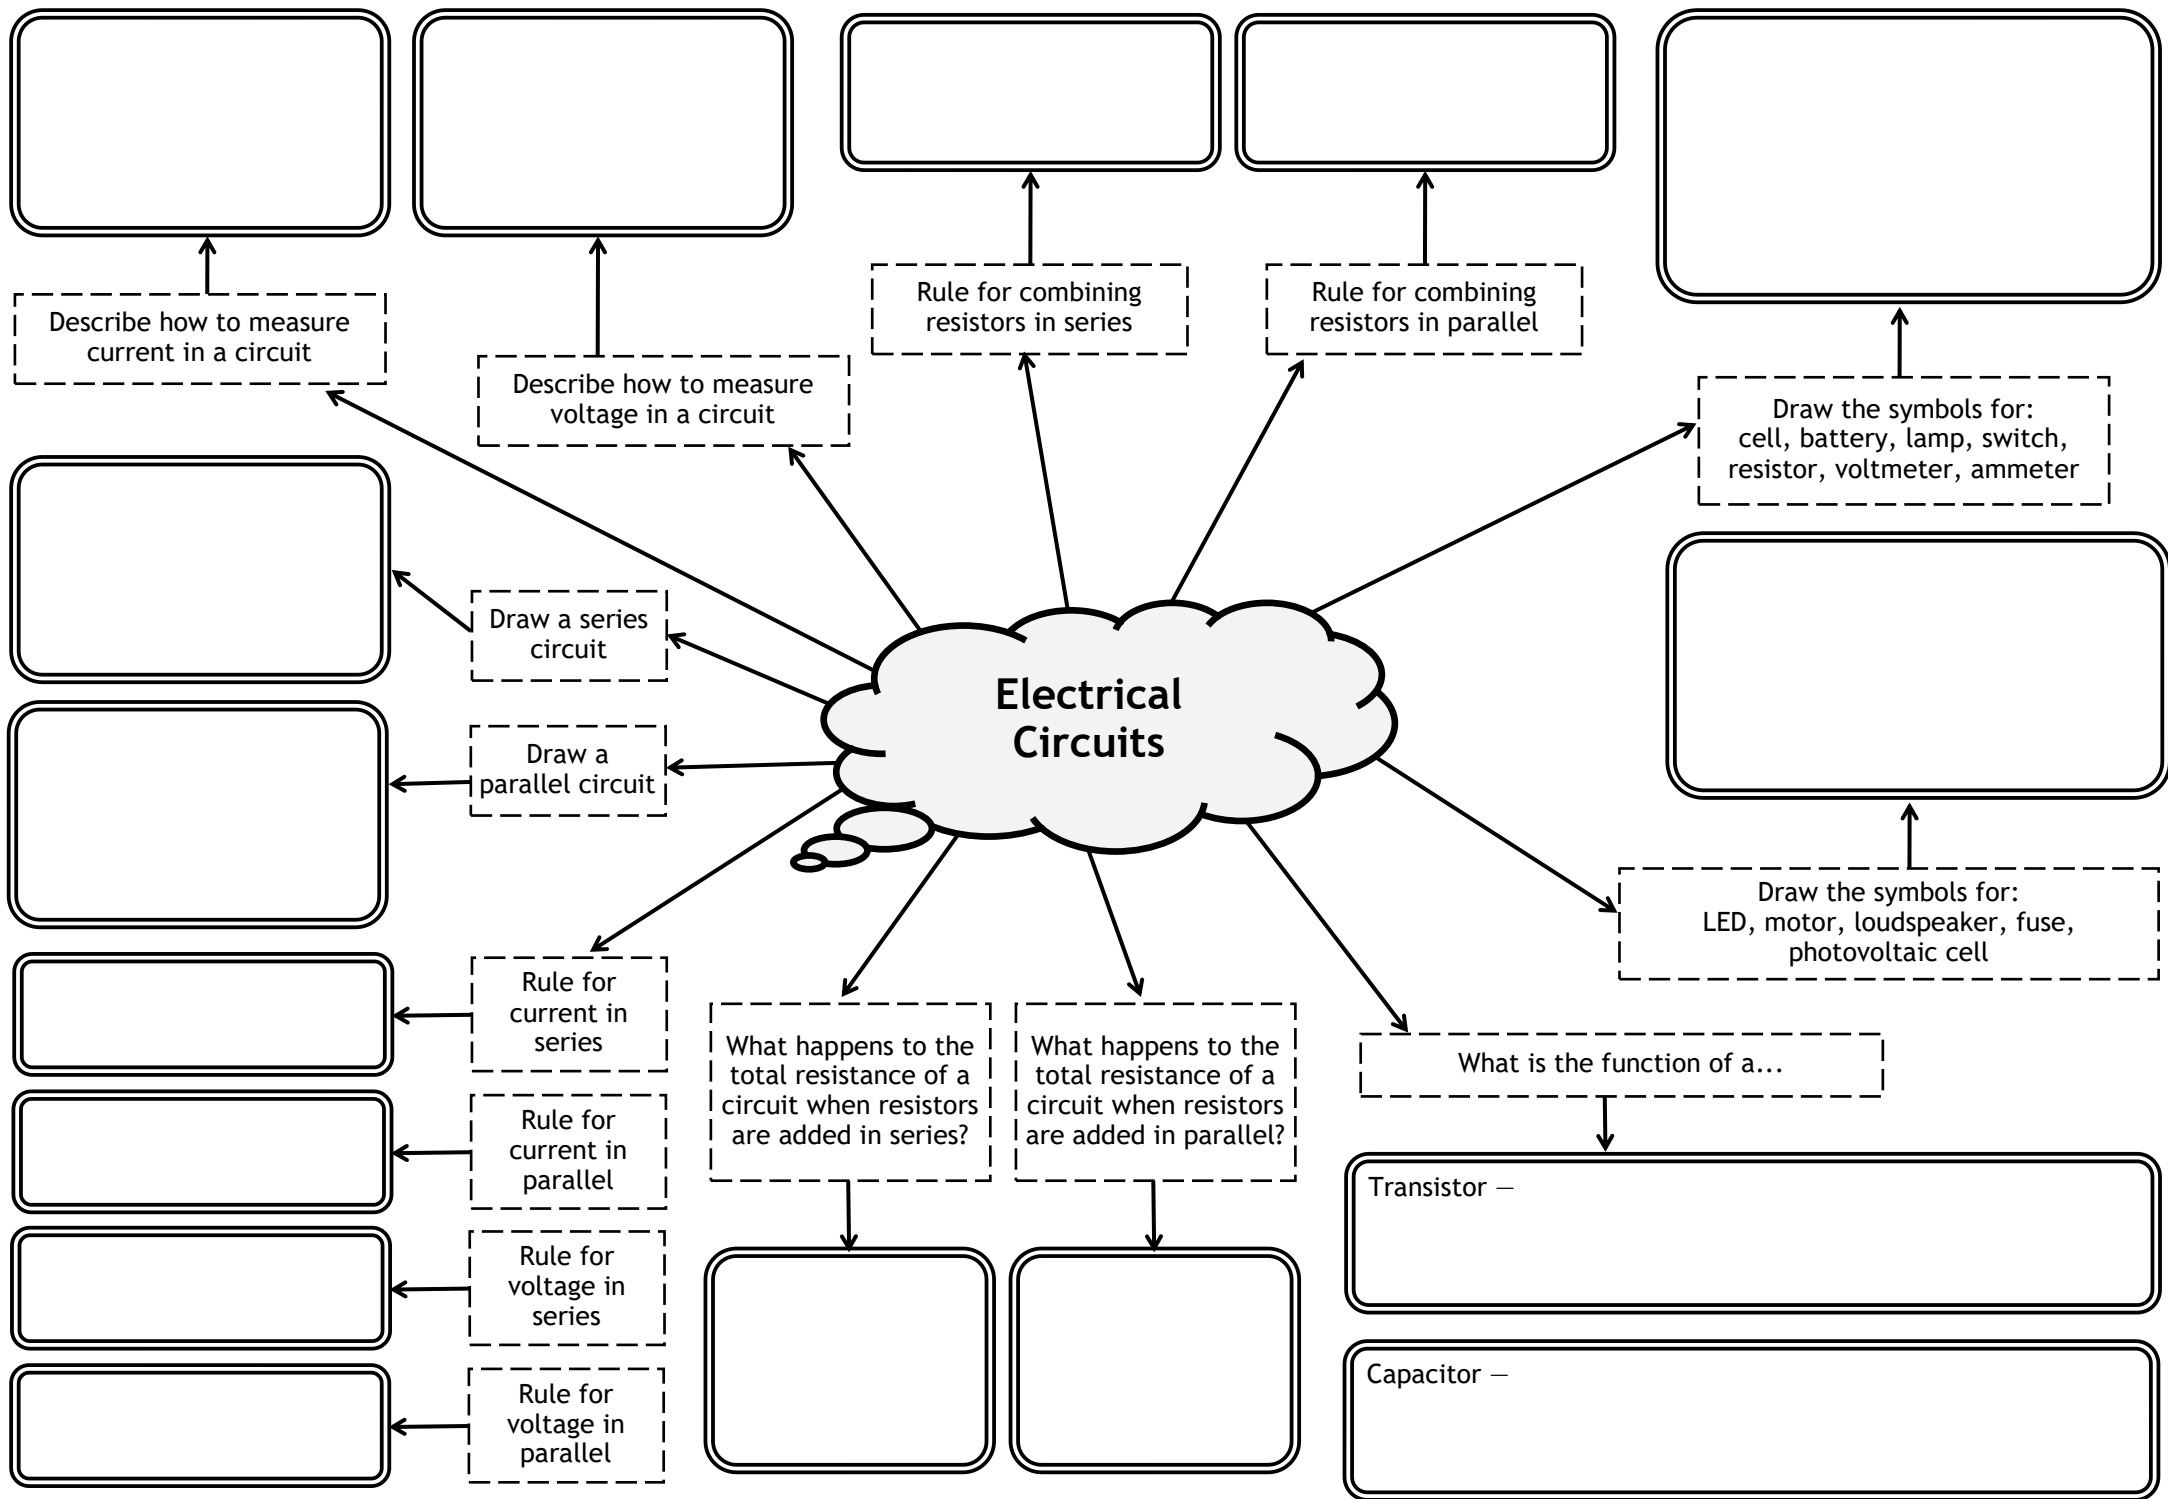 Describe how to measure
current in a circuit
Describe how to measure
voltage in a circuit
Rule for combining
resistors in series
Rule for combining
resistors in parallel
Draw the symbols for:
cell, battery, lamp, switch,
resistor, voltmeter, ammeter
Draw a series
circuit
Draw a
parallel circuit
Electrical
Circuits
Draw the symbols for:
LED, motor, loudspeaker, fuse,
photovoltaic cell
Rule for
current in
series
Rule for
current in
parallel
Rule for
voltage in
series
Rule for
voltage in
parallel
What happens to the
total resistance of a
circuit when resistors
are added in series?
What happens to the
total resistance of a
circuit when resistors
are added in parallel?
What is the function of a...
Transistor —
Capacitor —